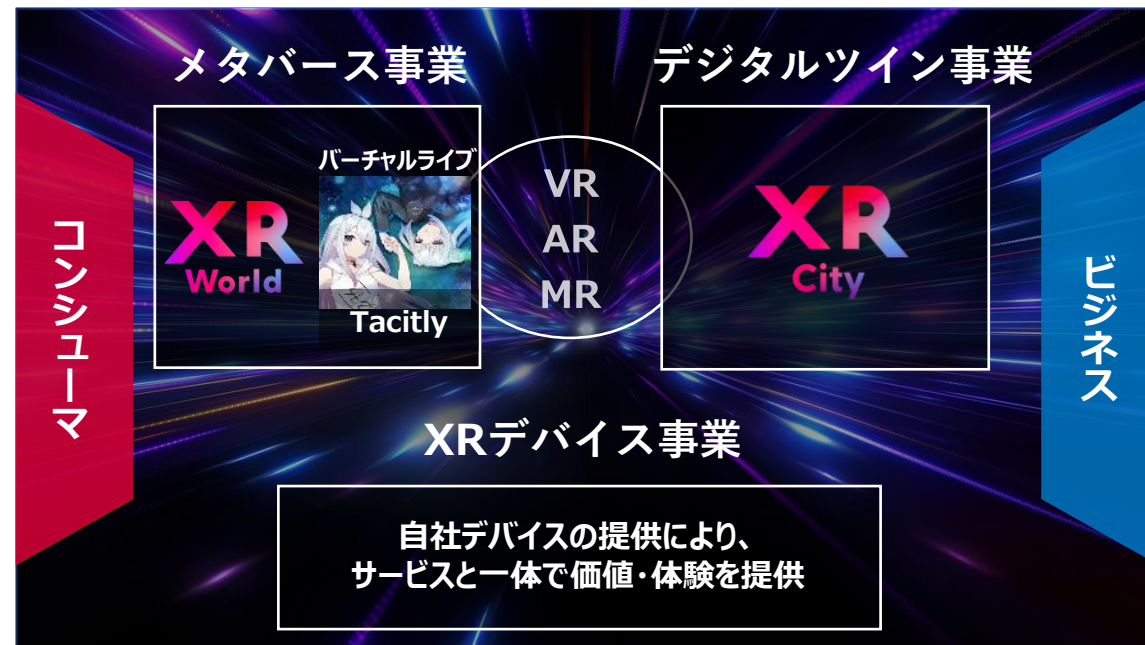 メタバース事業
デジタルツイン事業
コンシューマ
XR
World
バーチャルライブ
Tacitly
VR
AR
MR
XR
City
ビジネス
XRデバイス事業
自社デバイスの提供により、
サービスと一体で価値・体験を提供